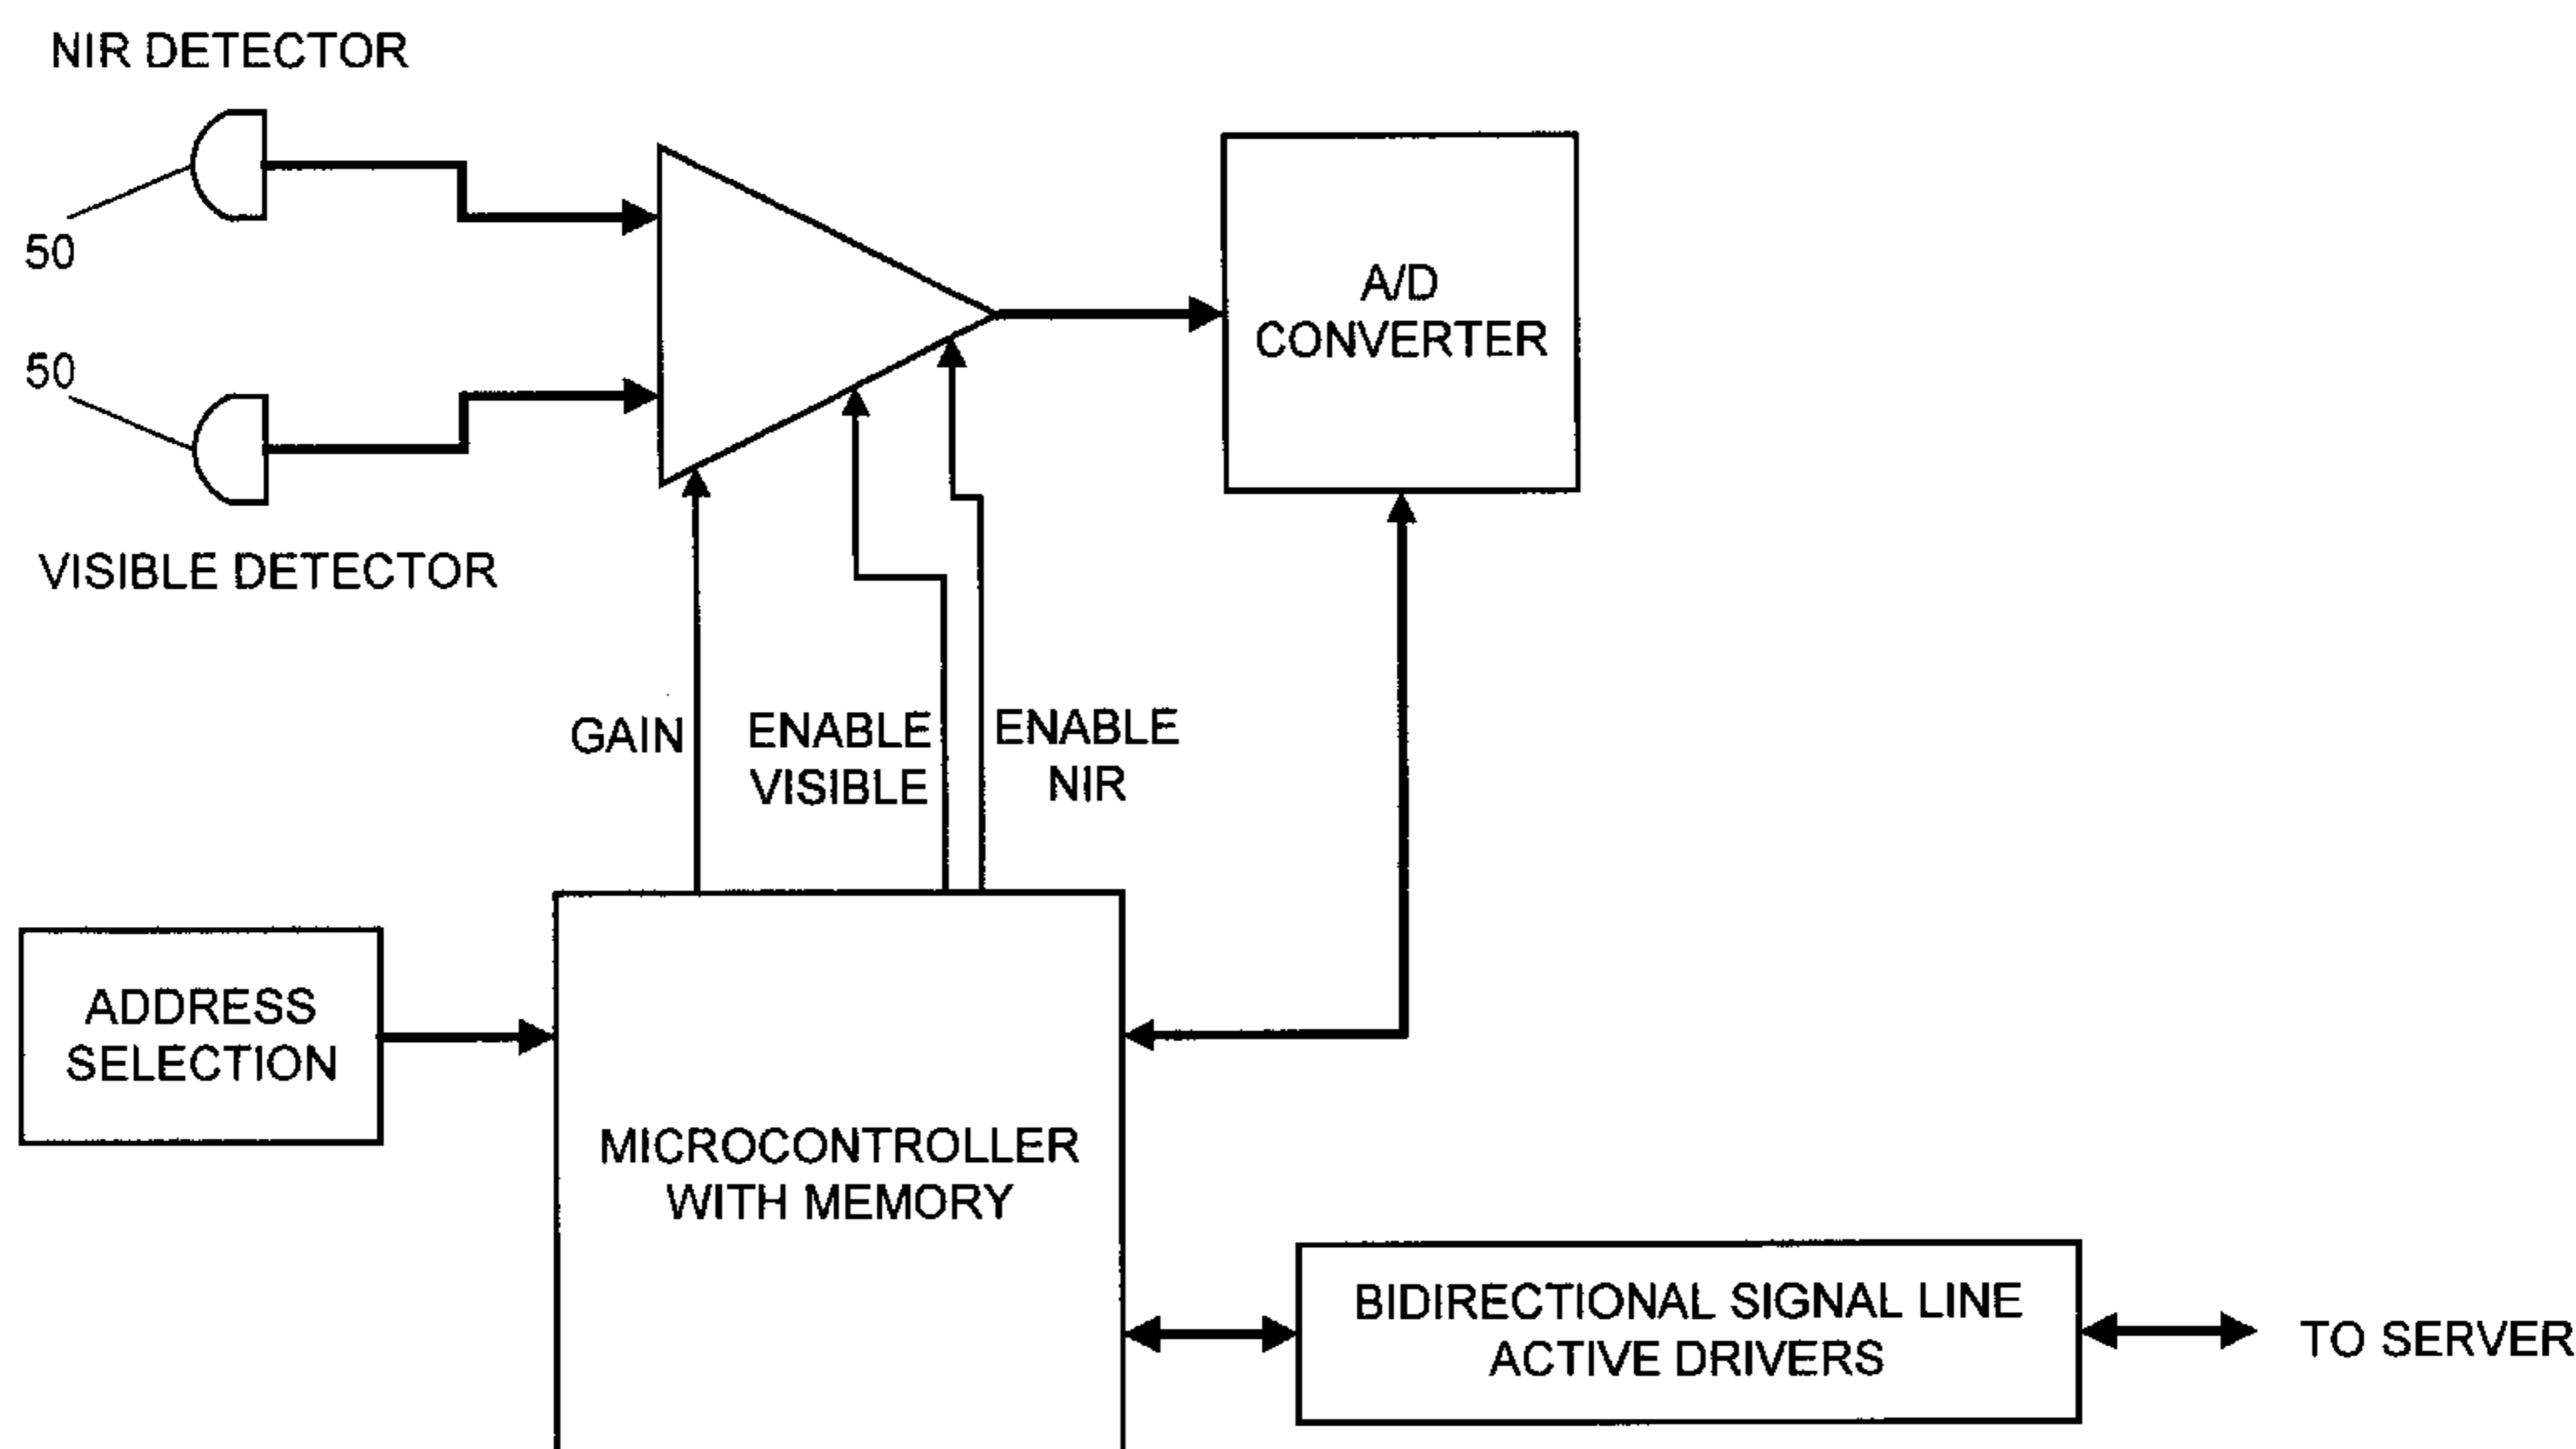 NIR DETECTOR
50
50
VISIBLE DETECTOR
A/D
CONVERTER
GAIN
ENABLE
VISIBLE
ENABLE
NIR
ADDRESS
SELECTION
MICROCONTROLLER
WITH MEMORY
BIDIRECTIONAL SIGNAL LINE
ACTIVE DRIVERS
TO SERVER